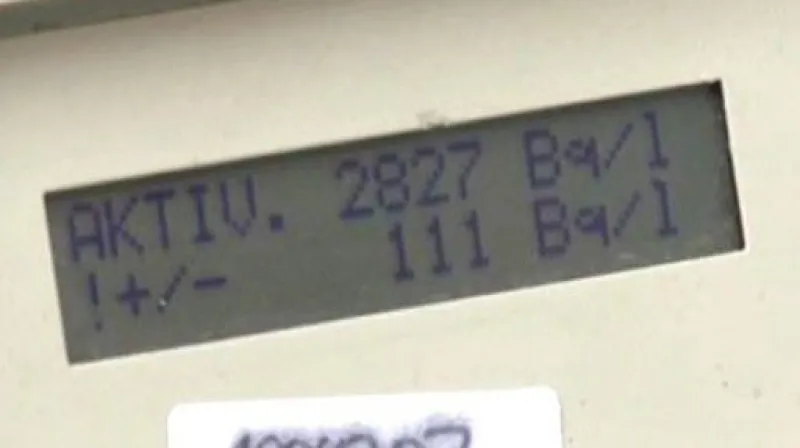 AKTIV. 2827 Bq/l
!+/- 111 Bq/l